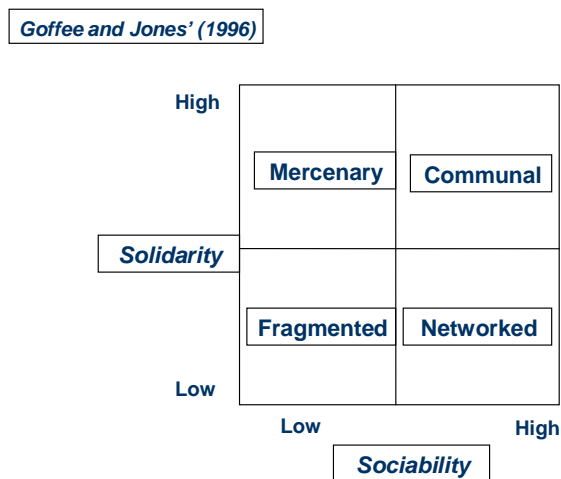 Goffee and Jones’ (1996)
High
Mercenary
Communal
Solidarity
Fragmented
Networked
Low
Low
High
Sociability